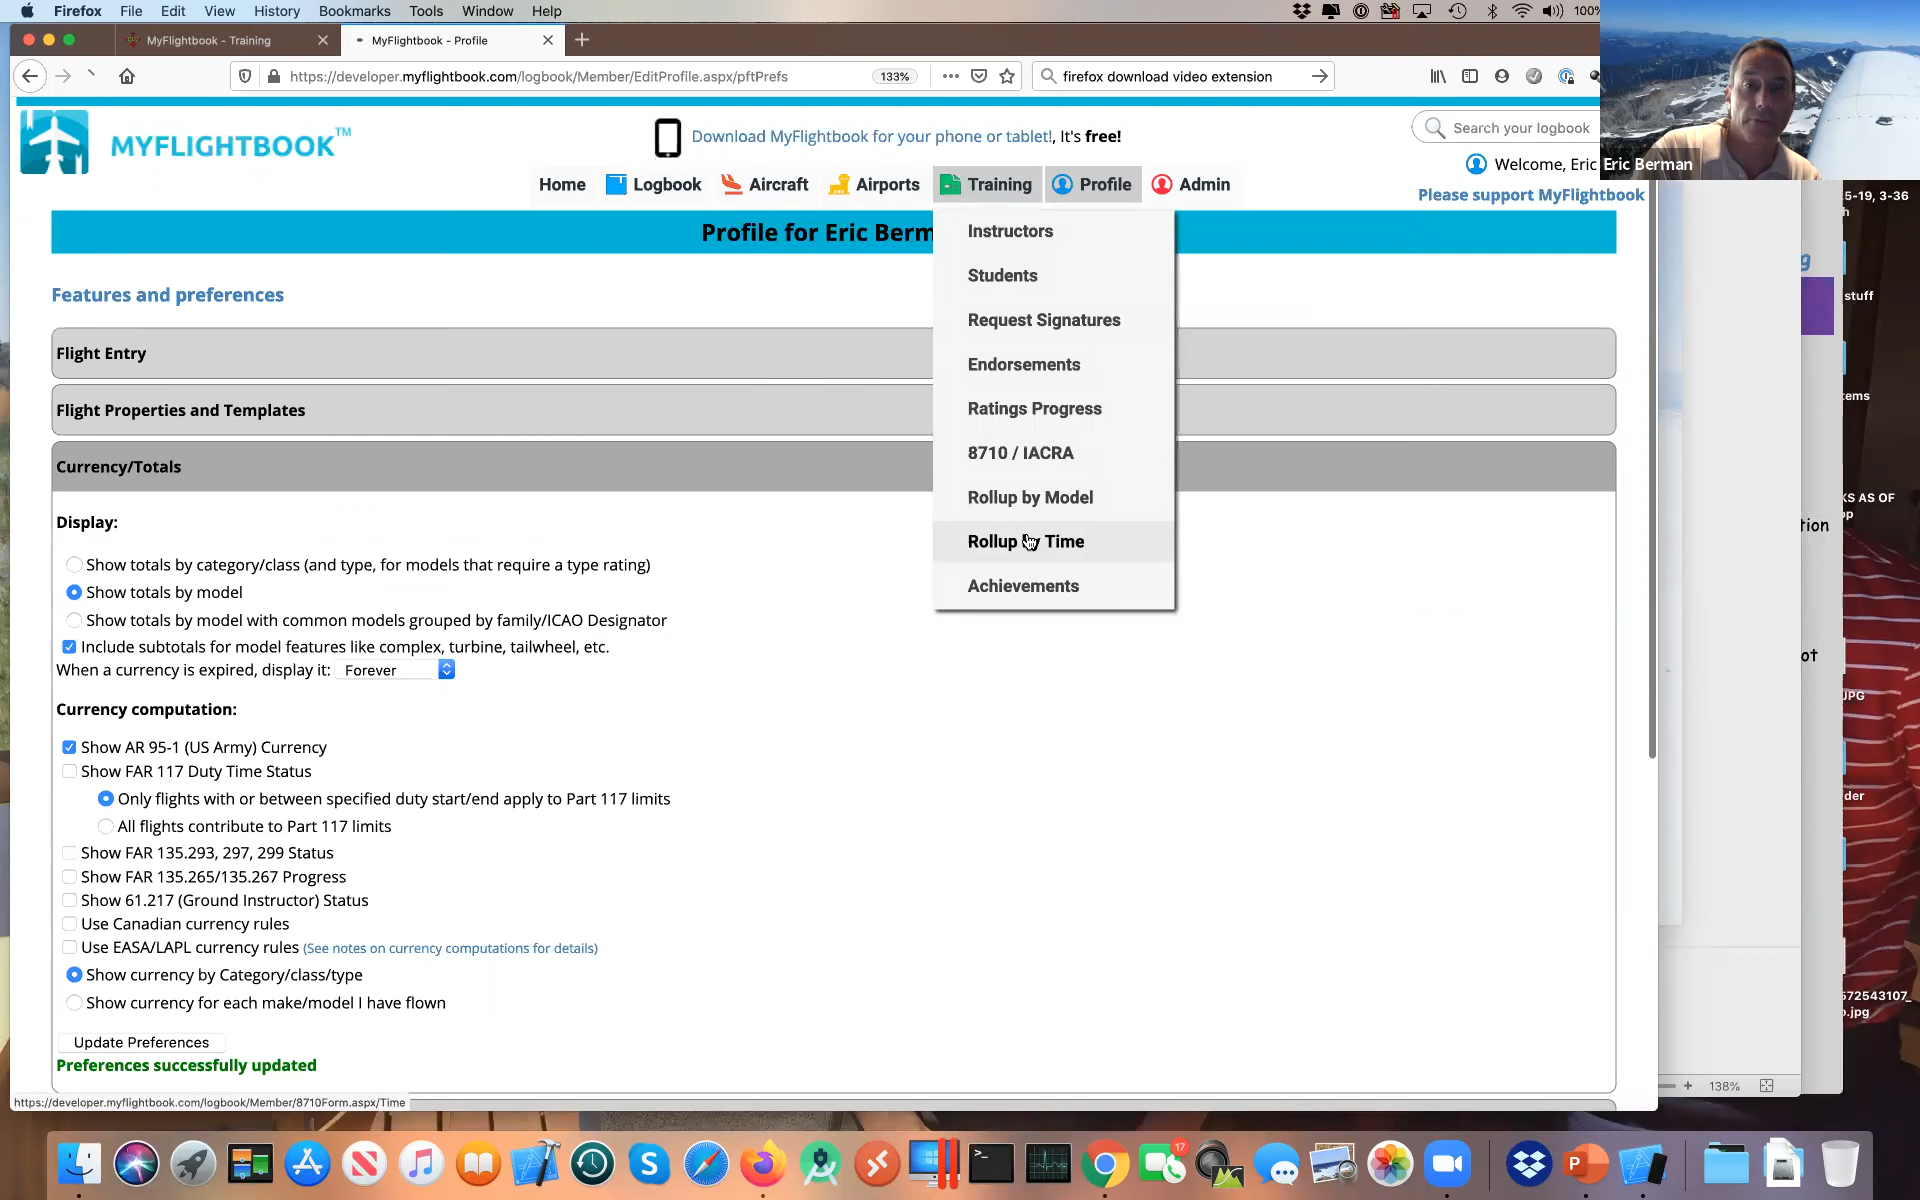 Firefox File Edit View History Bookmarks Tools Window Help 100%
MyFlightbook - Training
MyFlightbook - Profile
https://developer.myflightbook.com/logbook/Member/EditProfile.aspx/pftPrefs
133%
firefox download video extension
MYFLIGHTBOOK™
Download MyFlightbook for your phone or tablet!, It's free!
Search your logbook
Welcome, Eric
Eric Berman
Please support MyFlightbook
Home Logbook Aircraft Airports Training Profile Admin
Profile for Eric Berm
Instructors
Students
Request Signatures
Endorsements
Ratings Progress
8710 / IACRA
Rollup by Model
Rollup by Time
Achievements
Features and preferences
Flight Entry
Flight Properties and Templates
Currency/Totals
Display:
Show totals by category/class (and type, for models that require a type rating)
Show totals by model
Show totals by model with common models grouped by family/ICAO Designator
Include subtotals for model features like complex, turbine, tailwheel, etc.
When a currency is expired, display it: Forever
Currency computation:
Show AR 95-1 (US Army) Currency
Show FAR 117 Duty Time Status
Only flights with or between specified duty start/end apply to Part 117 limits
All flights contribute to Part 117 limits
Show FAR 135.293, 297, 299 Status
Show FAR 135.265/135.267 Progress
Show 61.217 (Ground Instructor) Status
Use Canadian currency rules
Use EASA/LAPL currency rules (See notes on currency computations for details)
Show currency by Category/class/type
Show currency for each make/model I have flown
Update Preferences
Preferences successfully updated
https://developer.myflightbook.com/logbook/Member/8710Form.aspx/Time
5-19, 3-36
stuff
tems
KS AS OF
tion
ot
JPG
der
572543107_
.jpg
138%
17